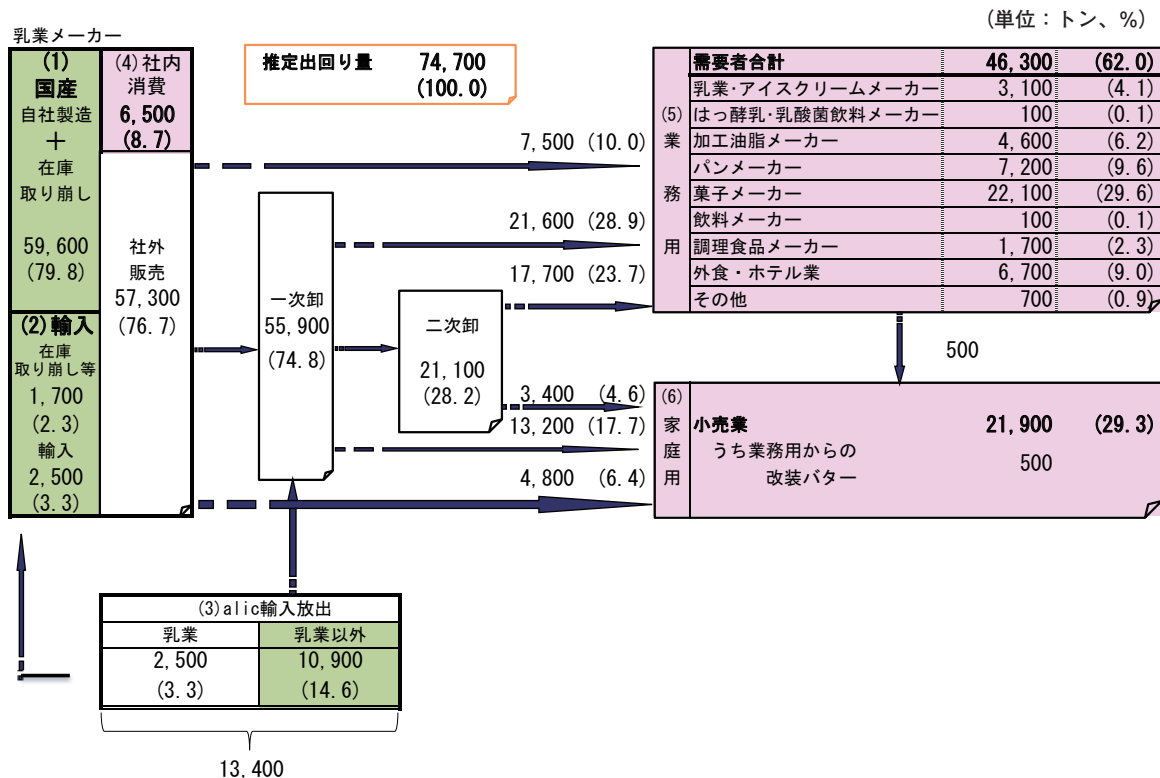 (単位：トン、%)
乳業メーカー
(1)
国産
自社製造
＋
在庫
取り崩し
59,600
(79.8)
(2)輸入
在庫
取り崩し等
1,700
(2.3)
輸入
2,500
(3.3)
(4)社内
消費
6,500
(8.7)
社外
販売
57,300
(76.7)
推定出回り量 74,700
(100.0)
一次卸
55,900
(74.8)
二次卸
21,100
(28.2)
7,500 (10.0)
21,600 (28.9)
17,700 (23.7)
3,400 (4.6)
13,200 (17.7)
4,800 (6.4)
(5)
業
務
用
需要者合計 46,300 (62.0)
乳業･アイスクリームメーカー 3,100 (4.1)
はっ酵乳･乳酸菌飲料メーカー 100 (0.1)
加工油脂メーカー 4,600 (6.2)
パンメーカー 7,200 (9.6)
菓子メーカー 22,100 (29.6)
飲料メーカー 100 (0.1)
調理食品メーカー 1,700 (2.3)
外食・ホテル業 6,700 (9.0)
その他 700 (0.9)
500
(6)
家
庭
用
小売業 21,900 (29.3)
うち業務用からの
改装バター 500
(3)alic輸入放出
乳業 乳業以外
2,500 10,900
(3.3) (14.6)
13,400